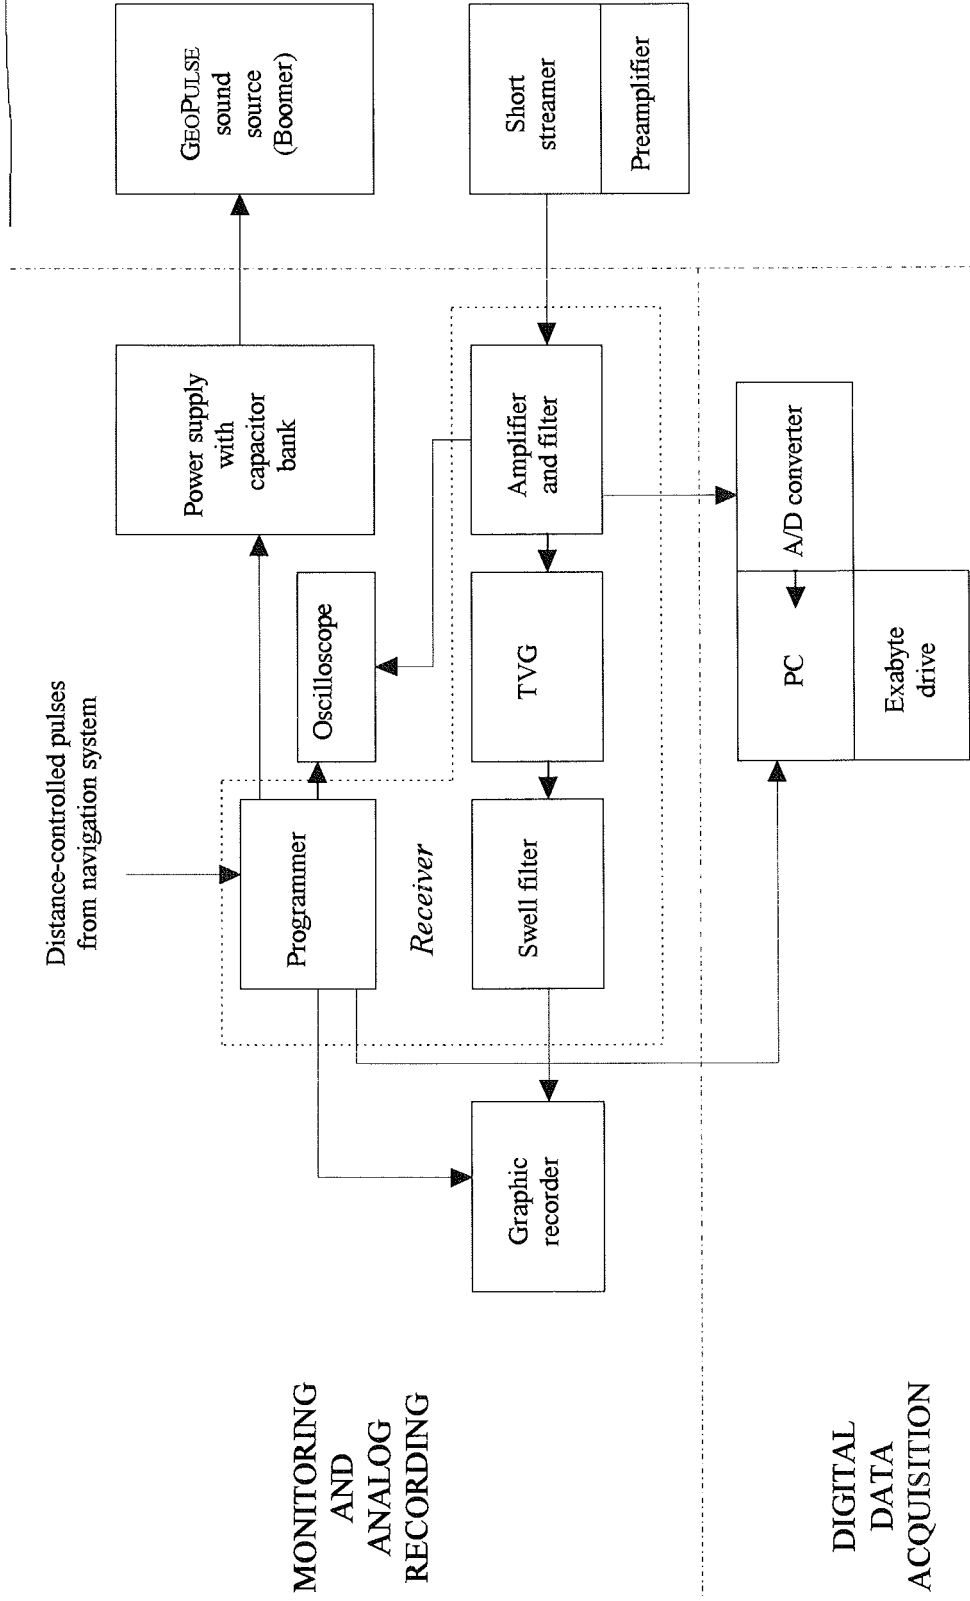 Distance-controlled pulses
from navigation system
MONITORING
AND
ANALOG
RECORDING
Programmer
Oscilloscope
Power supply
with
capacitor
bank
GEOPULSE
sound
source
(Boomer)
Receiver
Graphic
recorder
Swell filter
TVG
Amplifier
and filter
Short
streamer
Preamplifier
DIGITAL
DATA
ACQUISITION
PC
A/D converter
Exabyte
drive